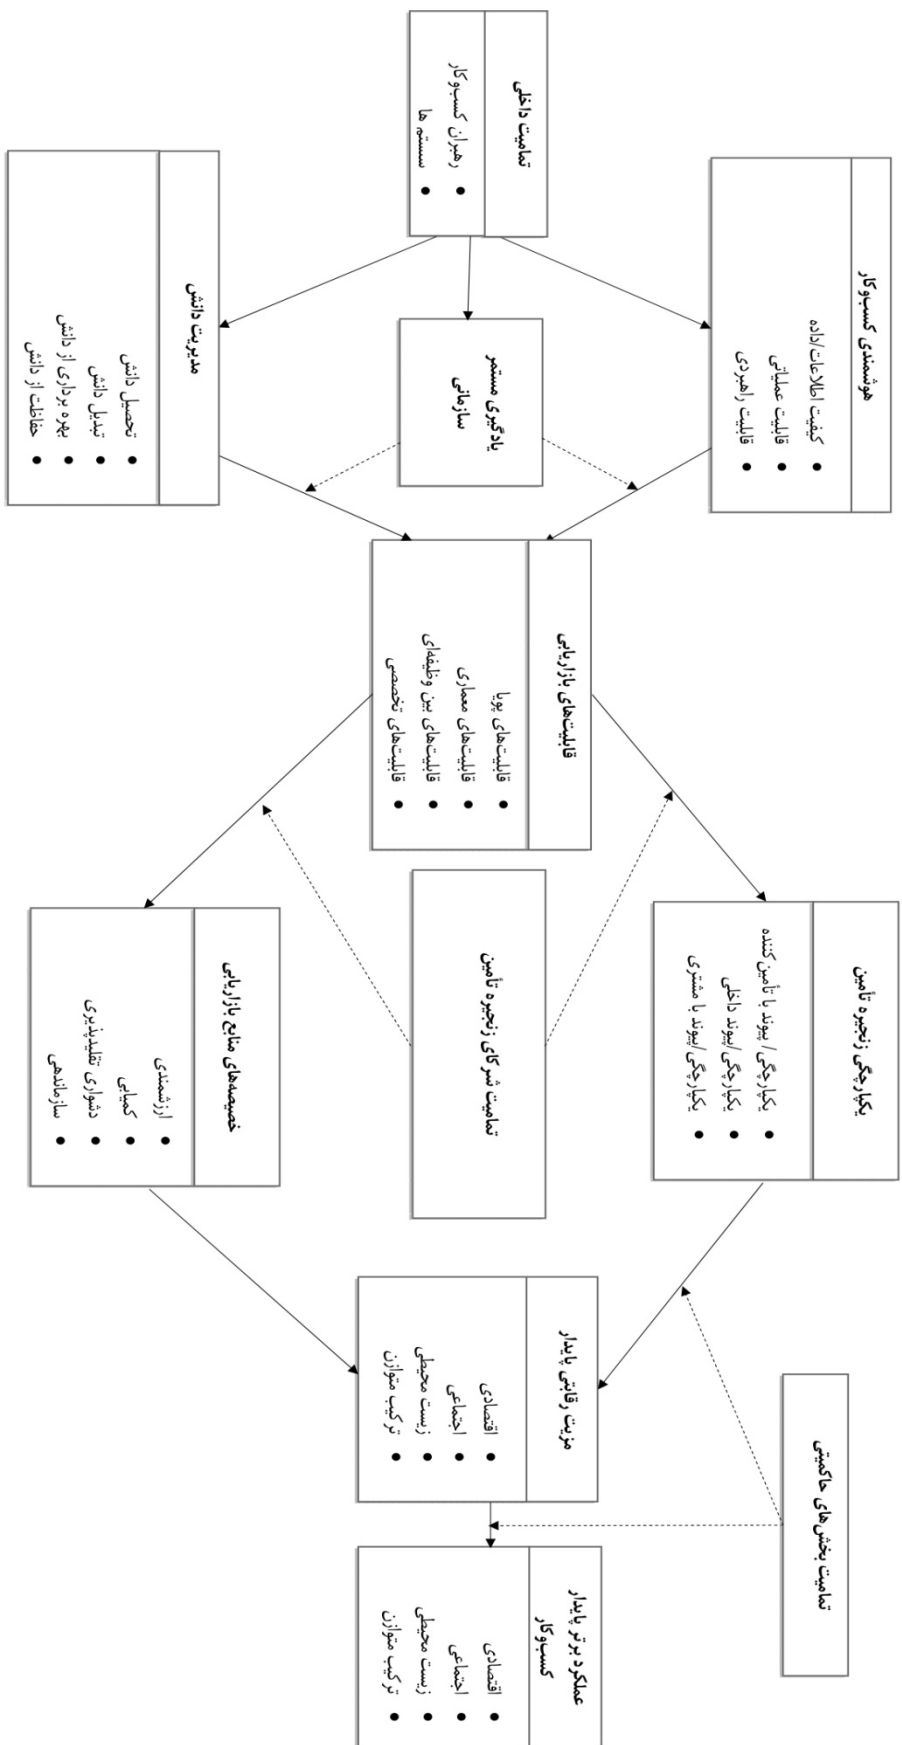 تمامیت داخلی
رهبران کسب‌وکار
سیستم ها
هوشمندی کسب‌وکار
کیفیت اطلاعات/داده
قابلیت عملیاتی
قابلیت راهبردی
یادگیری مستمر
سازمانی
مدیریت دانش
تحصیل دانش
تبدیل دانش
بهره برداری از دانش
حفاظت از دانش
قابلیت‌های بازاریابی
قابلیت‌های پویا
قابلیت‌های معماری
قابلیت‌های بین وظیفه‌ای
قابلیت‌های تخصصی
یکپارچگی زنجیره تأمین
یکپارچگی/ پیوند با تأمین کننده
یکپارچگی/پیوند داخلی
یکپارچگی/پیوند با مشتری
تمامیت شرکای زنجیره تأمین
خصیصه‌های منابع بازاریابی
ارزشمندی
کمیابی
دشواری تقلیدپذیری
سازماندهی
تمامیت بخش‌های حاکمیتی
مزیت رقابتی پایدار
اقتصادی
اجتماعی
زیست محیطی
ترکیب متوازن
عملکرد برتر پایدار
کسب‌وکار
اقتصادی
اجتماعی
زیست محیطی
ترکیب متوازن